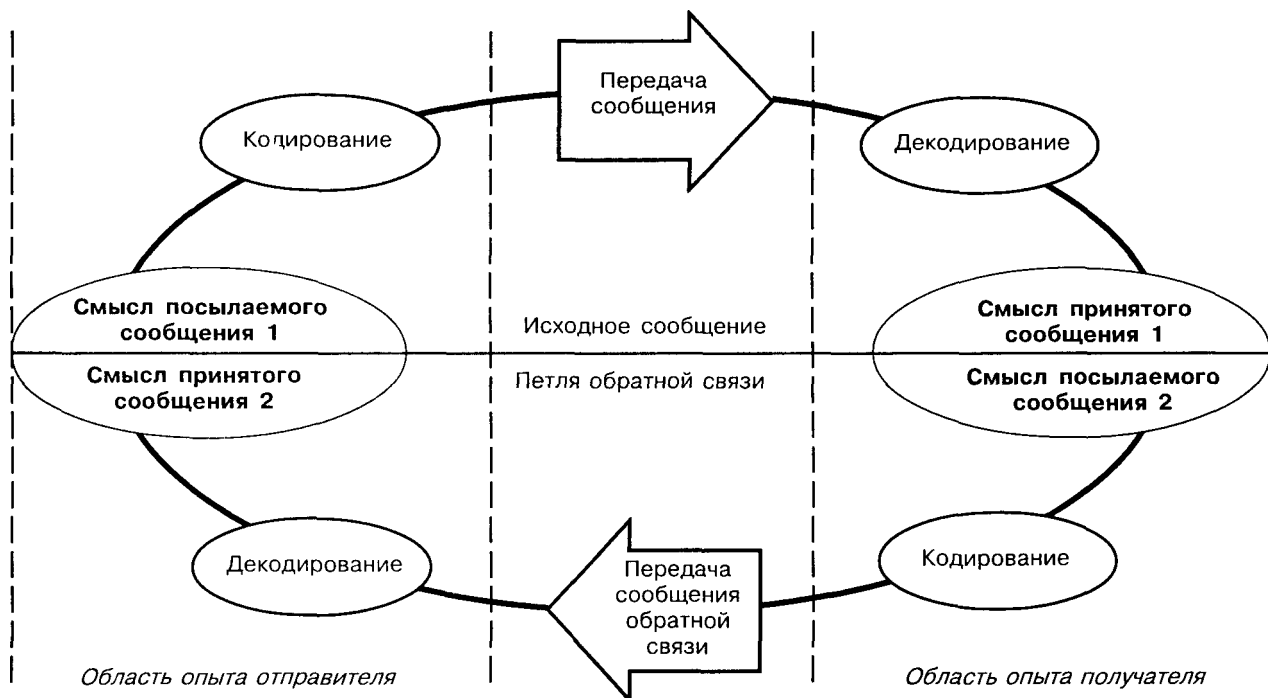 Передача
сообщения
Кодирование
Декодирование
Смысл посылаемого
сообщения 1
Исходное сообщение
Смысл принятого
сообщения 1
Смысл принятого
сообщения 2
Петля обратной связи
Смысл посылаемого
сообщения 2
Декодирование
Передача
сообщения
обратной
связи
Кодирование
Область опыта отправителя
Область опыта получателя